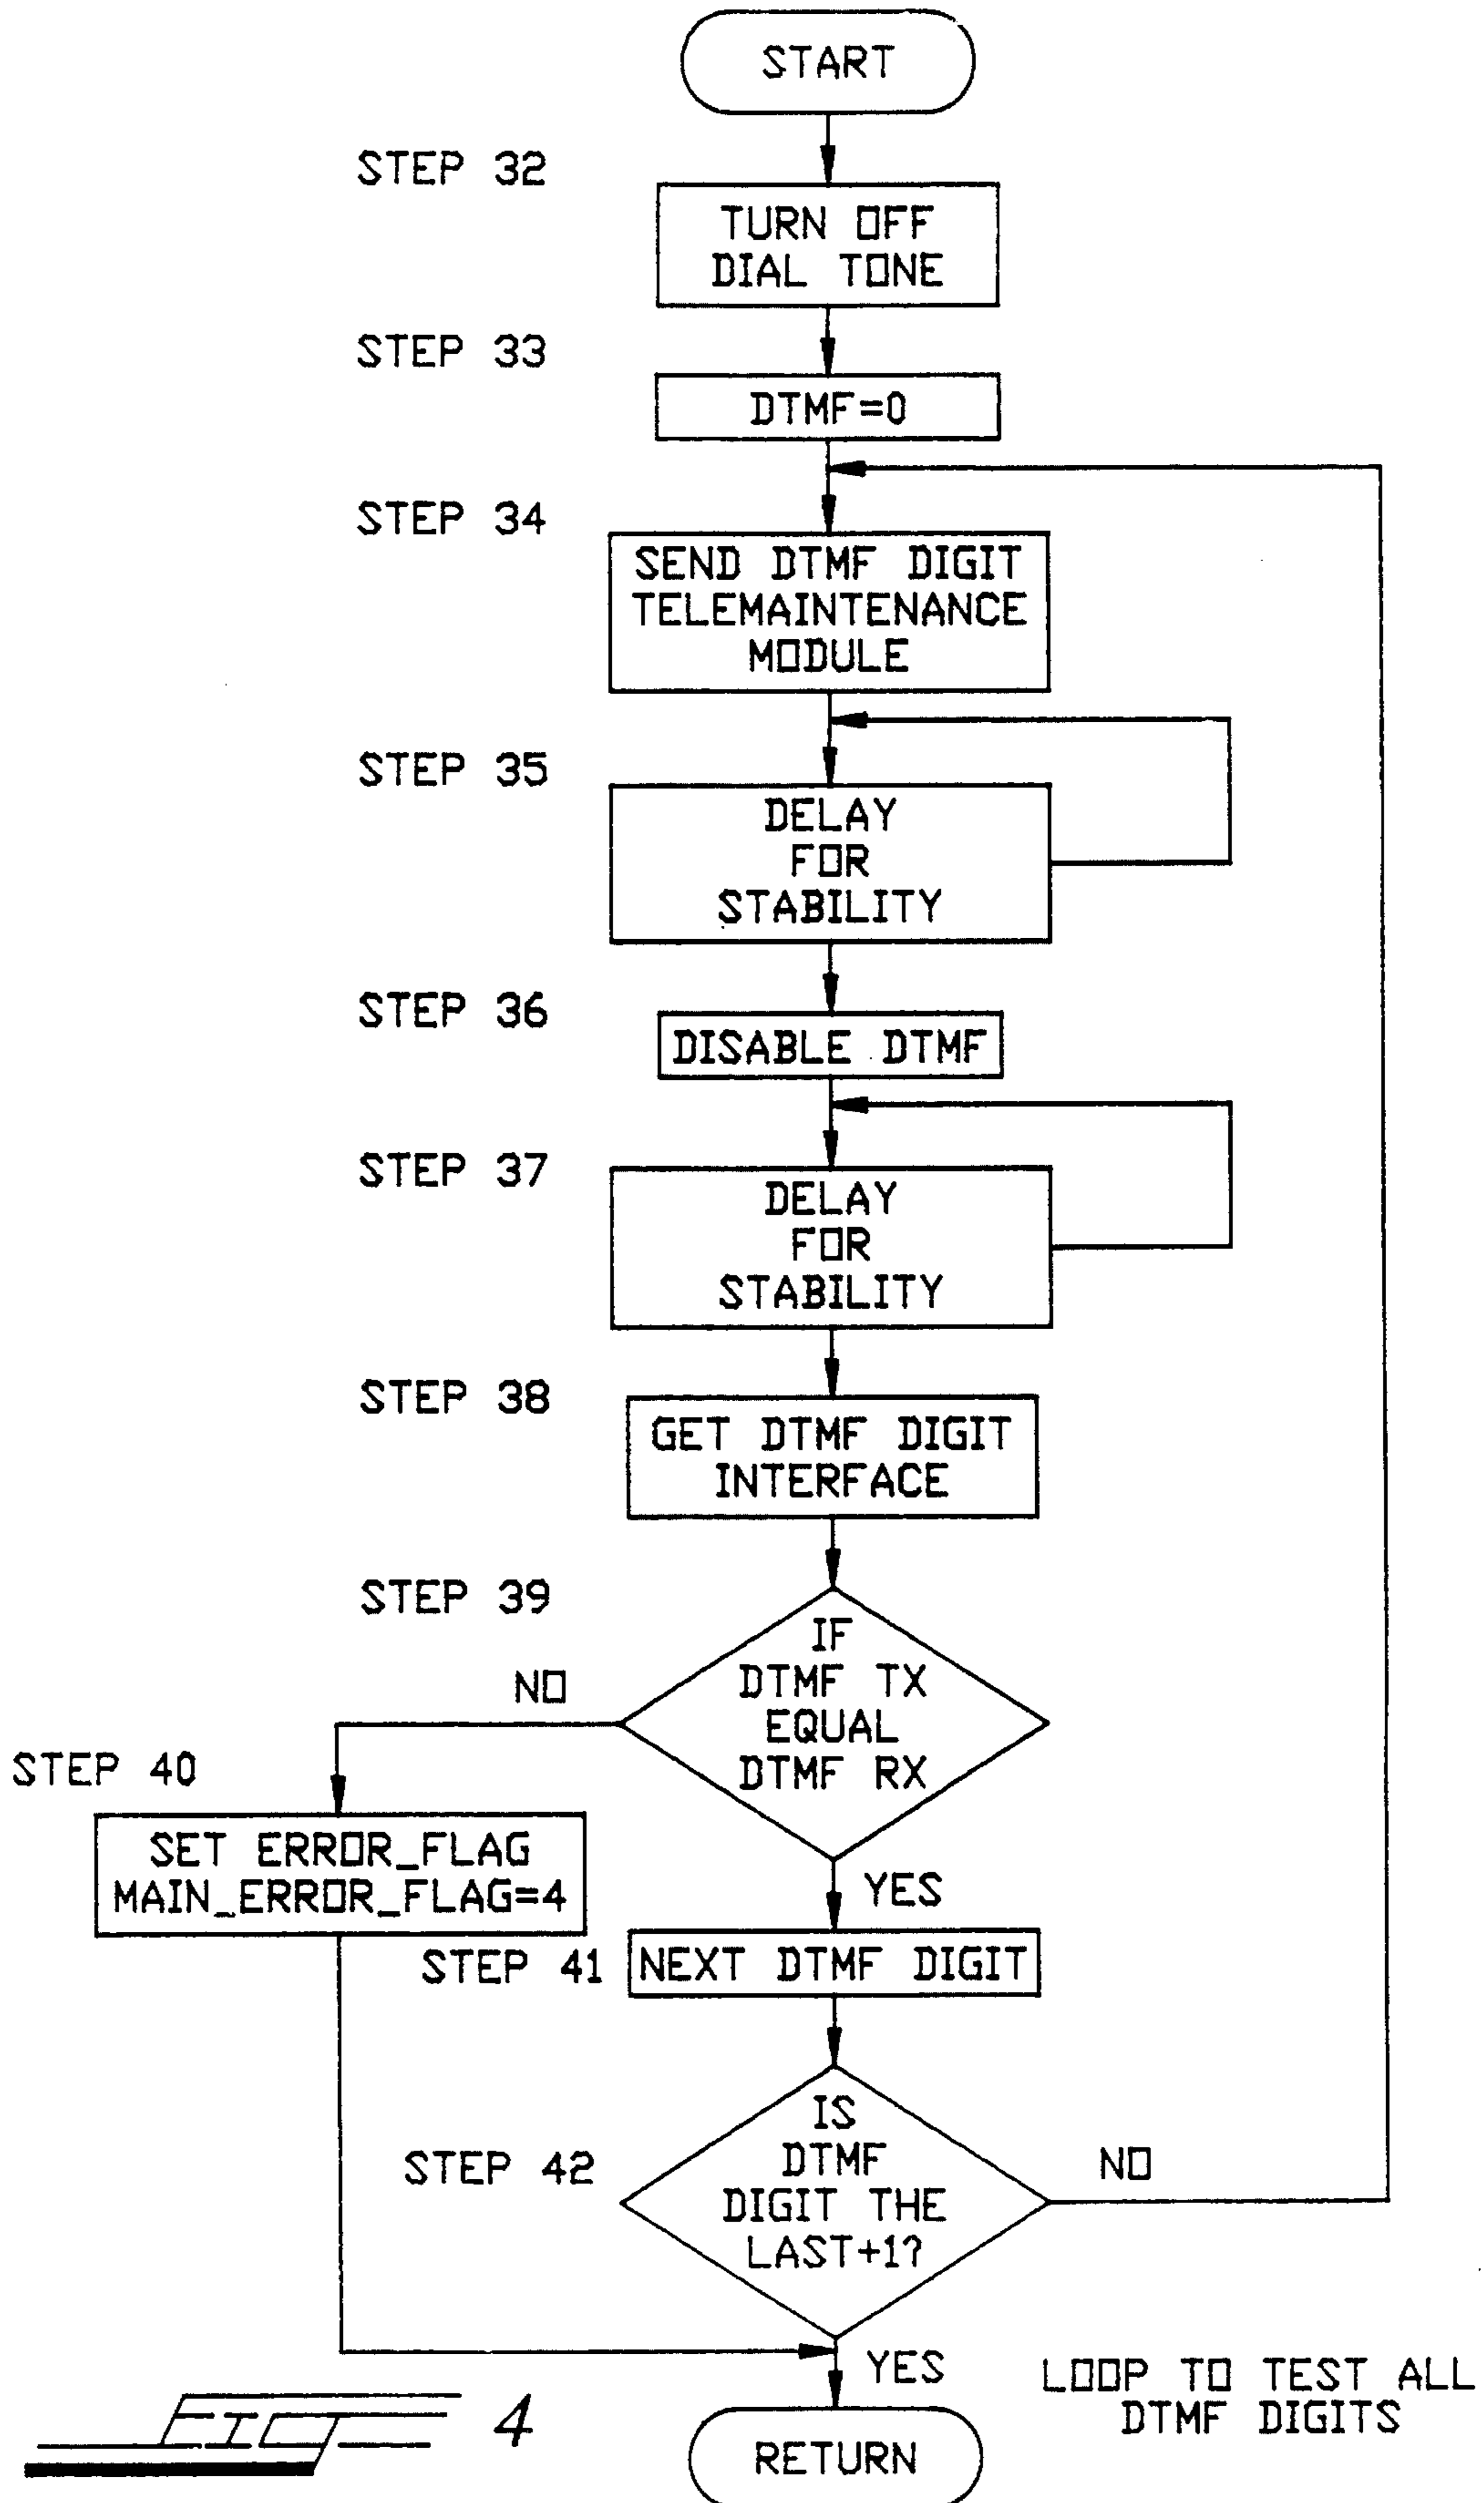 START
STEP 32
TURN OFF
DIAL TONE
STEP 33
DTMF=0
STEP 34
SEND DTMF DIGIT
TELEMAINTENANCE
MODULE
STEP 35
DELAY
FOR
STABILITY
STEP 36
DISABLE DTMF
STEP 37
DELAY
FOR
STABILITY
STEP 38
GET DTMF DIGIT
INTERFACE
STEP 39
IF
DTMF TX
EQUAL
DTMF RX
NO
STEP 40
SET ERROR_FLAG
MAIN_ERROR_FLAG=4
YES
STEP 41
NEXT DTMF DIGIT
STEP 42
IS
DTMF
DIGIT THE
LAST+1?
NO
YES
LOOP TO TEST ALL
DTMF DIGITS
RETURN
FIG 4